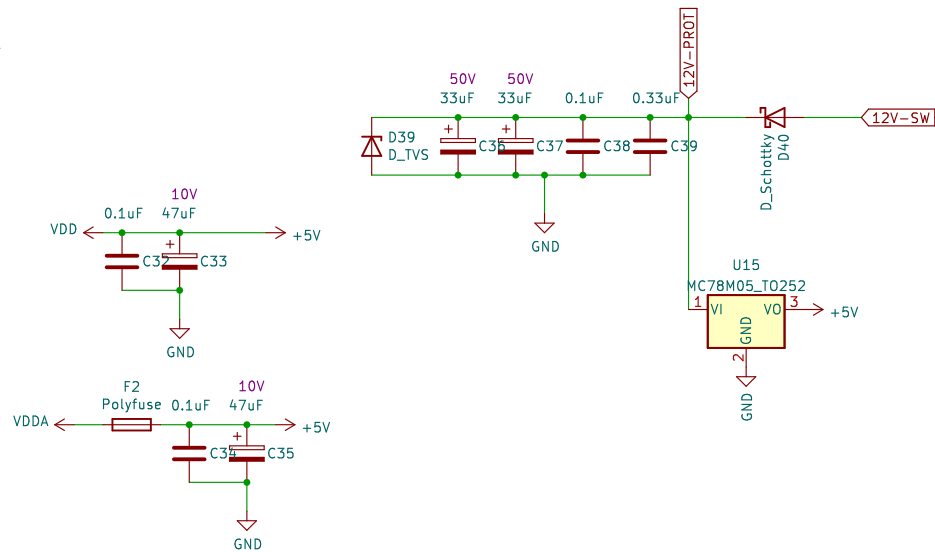 12V-PROT
50V 50V
33uF 33uF 0.1uF 0.33uF
12V-SW
D39
D_TVS
+ C36
+ C37
C38
C39
D_Schottky
D40
GND
10V
0.1uF 47uF
VDD
+5V
C32
+ C33
GND
U15
MC78M05_TO252
1 VI
VO 3
GND
2
+5V
GND
F2
Polyfuse
10V
0.1uF 47uF
VDDA
+5V
C34
+ C35
GND